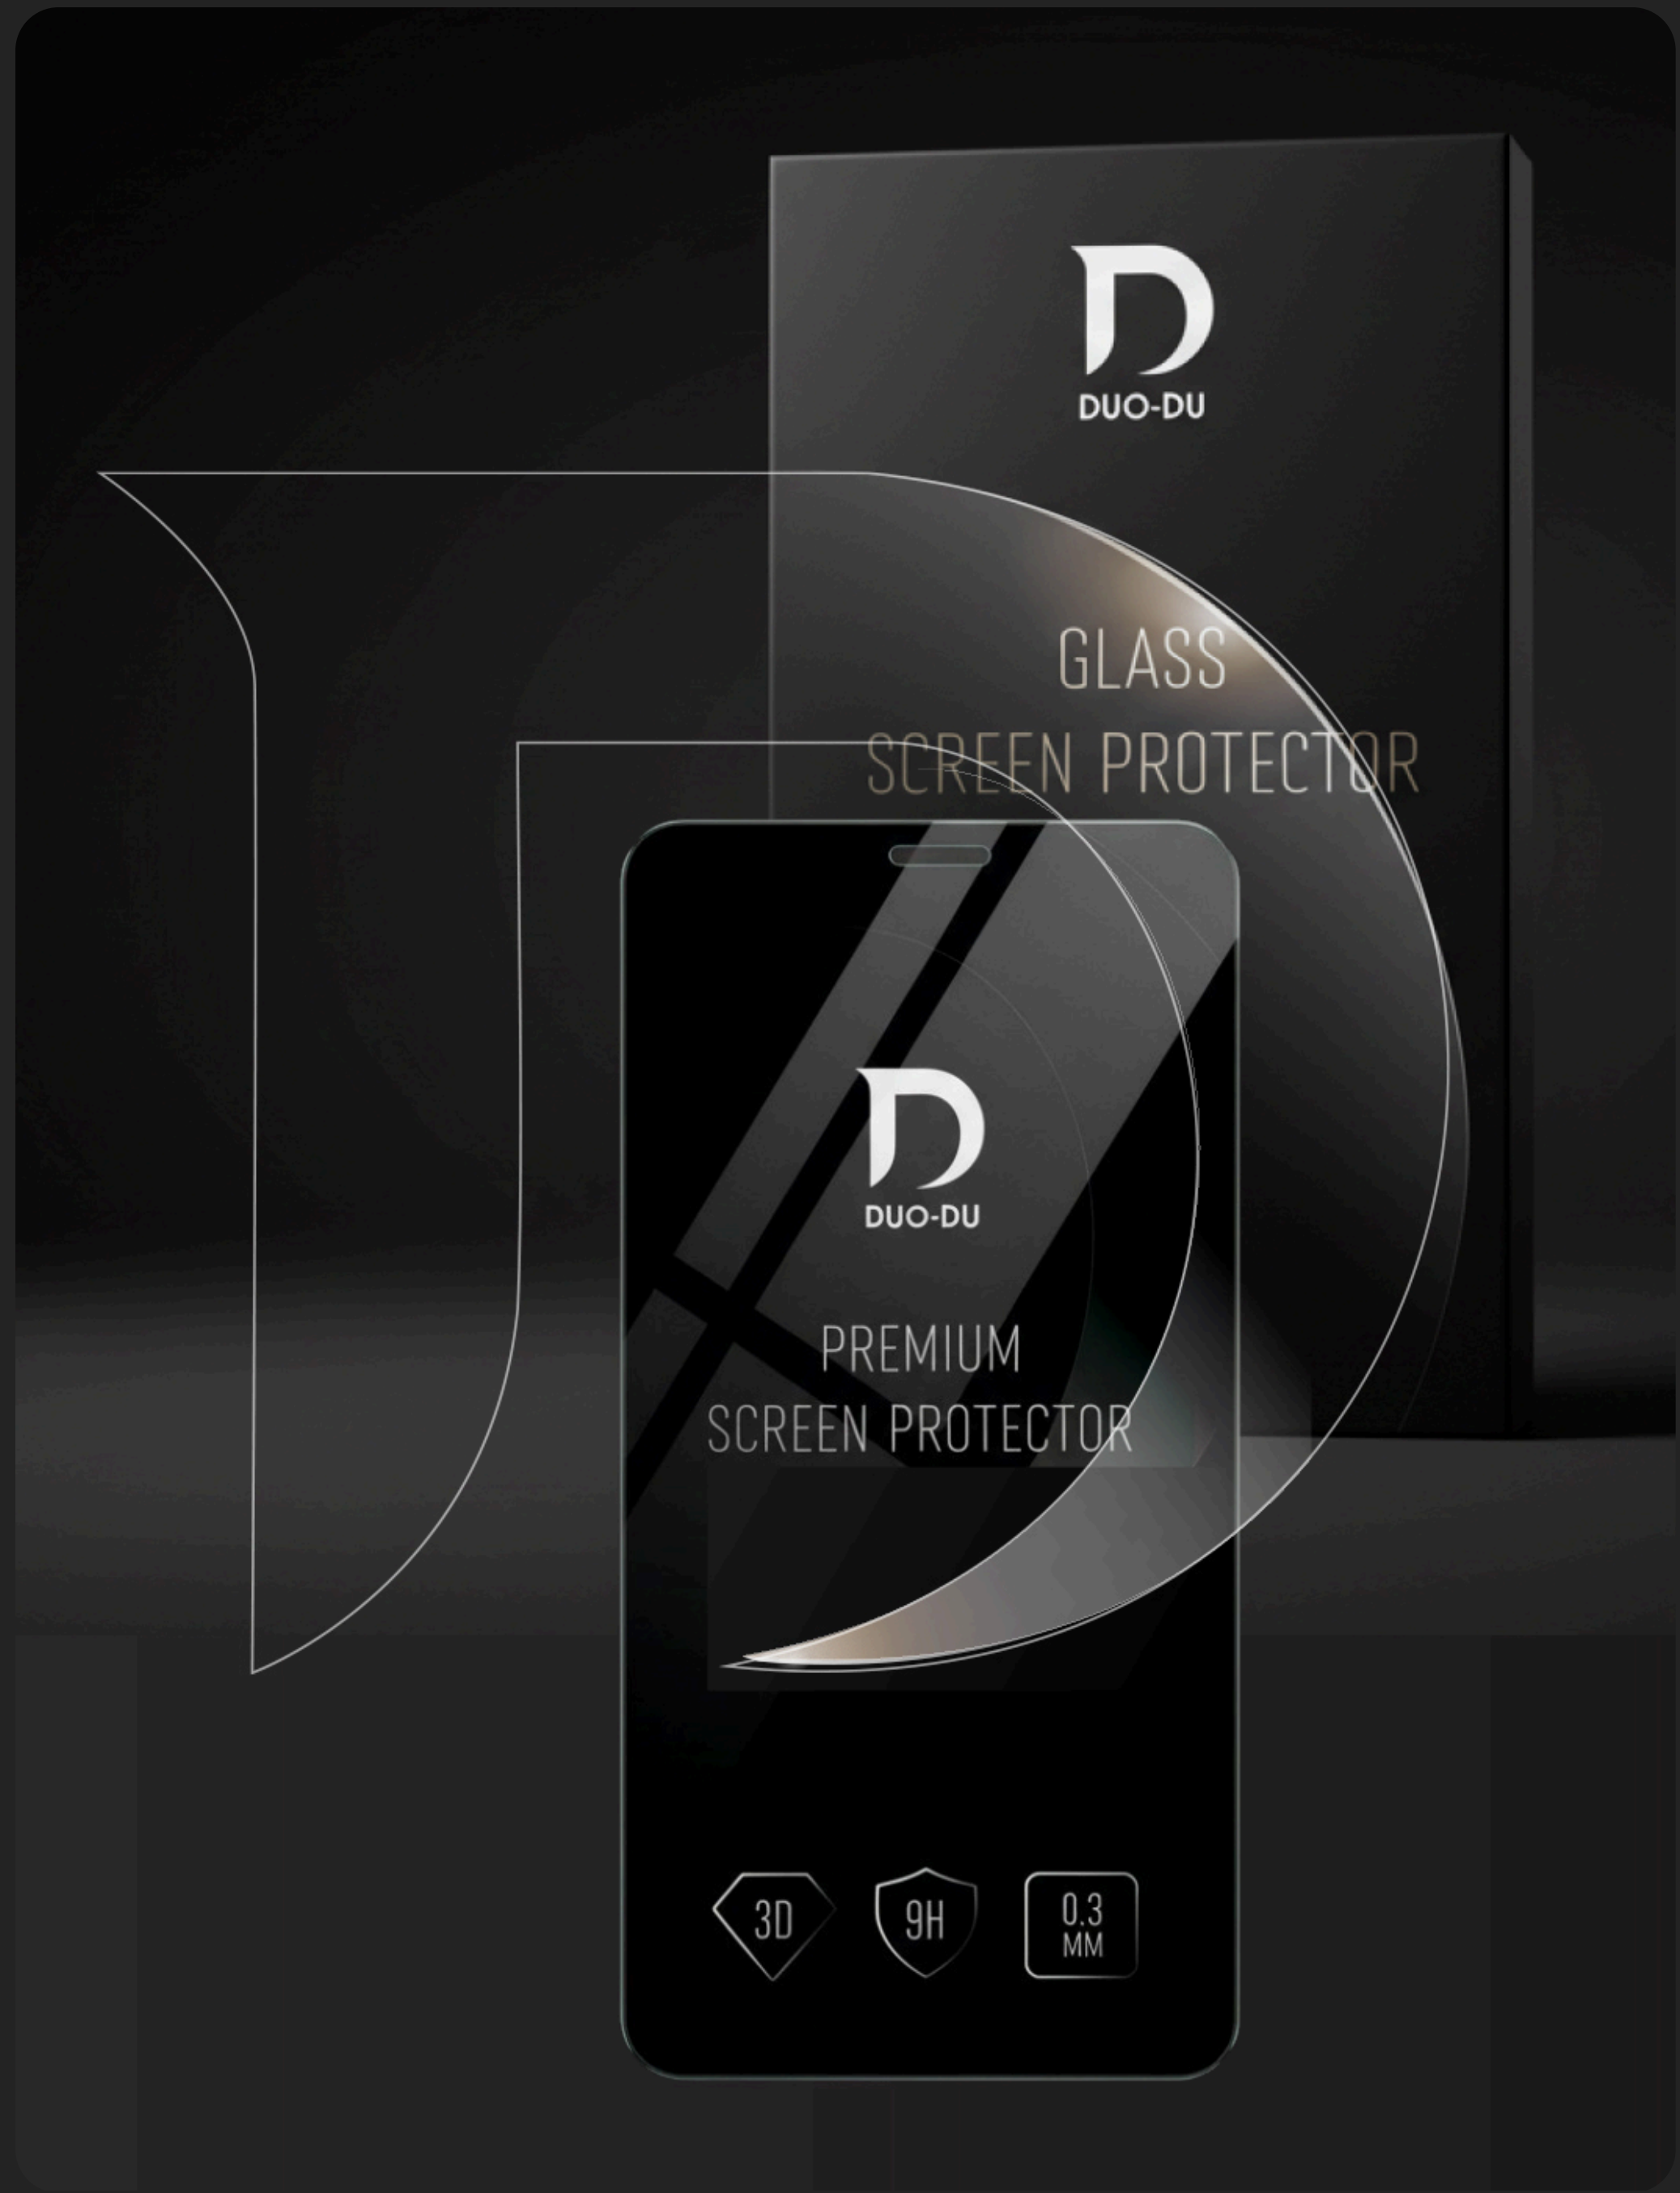 DUO-DU
GLASS
SCREEN PROTECTOR
DUO-DU
PREMIUM
SCREEN PROTECTOR
3D
9H
0.3
MM